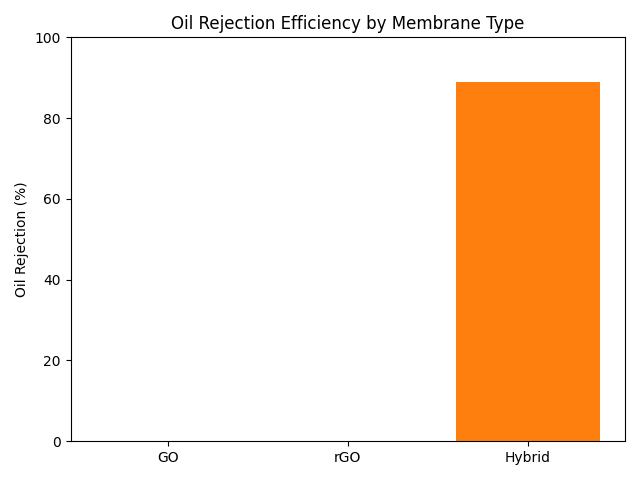 Oil Rejection Efficiency by Membrane Type
100
80
60
40
20
0
Oil Rejection (%)
GO
rGO
Hybrid